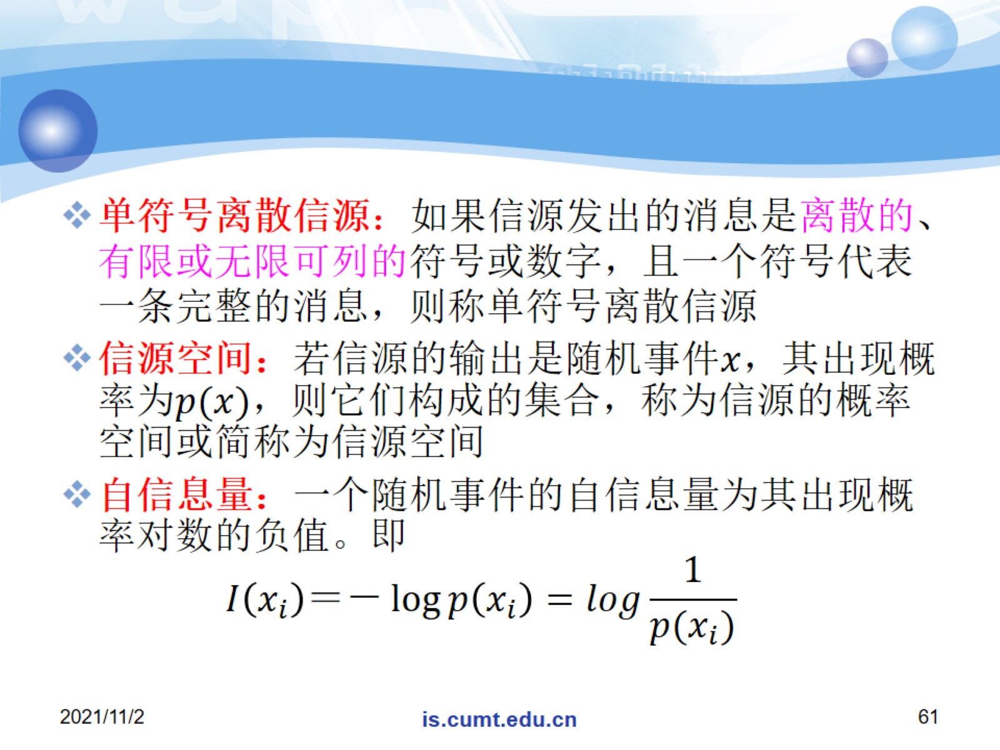 单符号离散信源：如果信源发出的消息是离散的、
有限或无限可列的符号或数字，且一个符号代表
一条完整的消息，则称单符号离散信源
信源空间：若信源的输出是随机事件x，其出现概
率为p(x)，则它们构成的集合，称为信源的概率
空间或简称为信源空间
自信息量：一个随机事件的自信息量为其出现概
率对数的负值。即
I(xᵢ)=−log p(xᵢ) = log 1/p(xᵢ)
2021/11/2
is.cumt.edu.cn
61